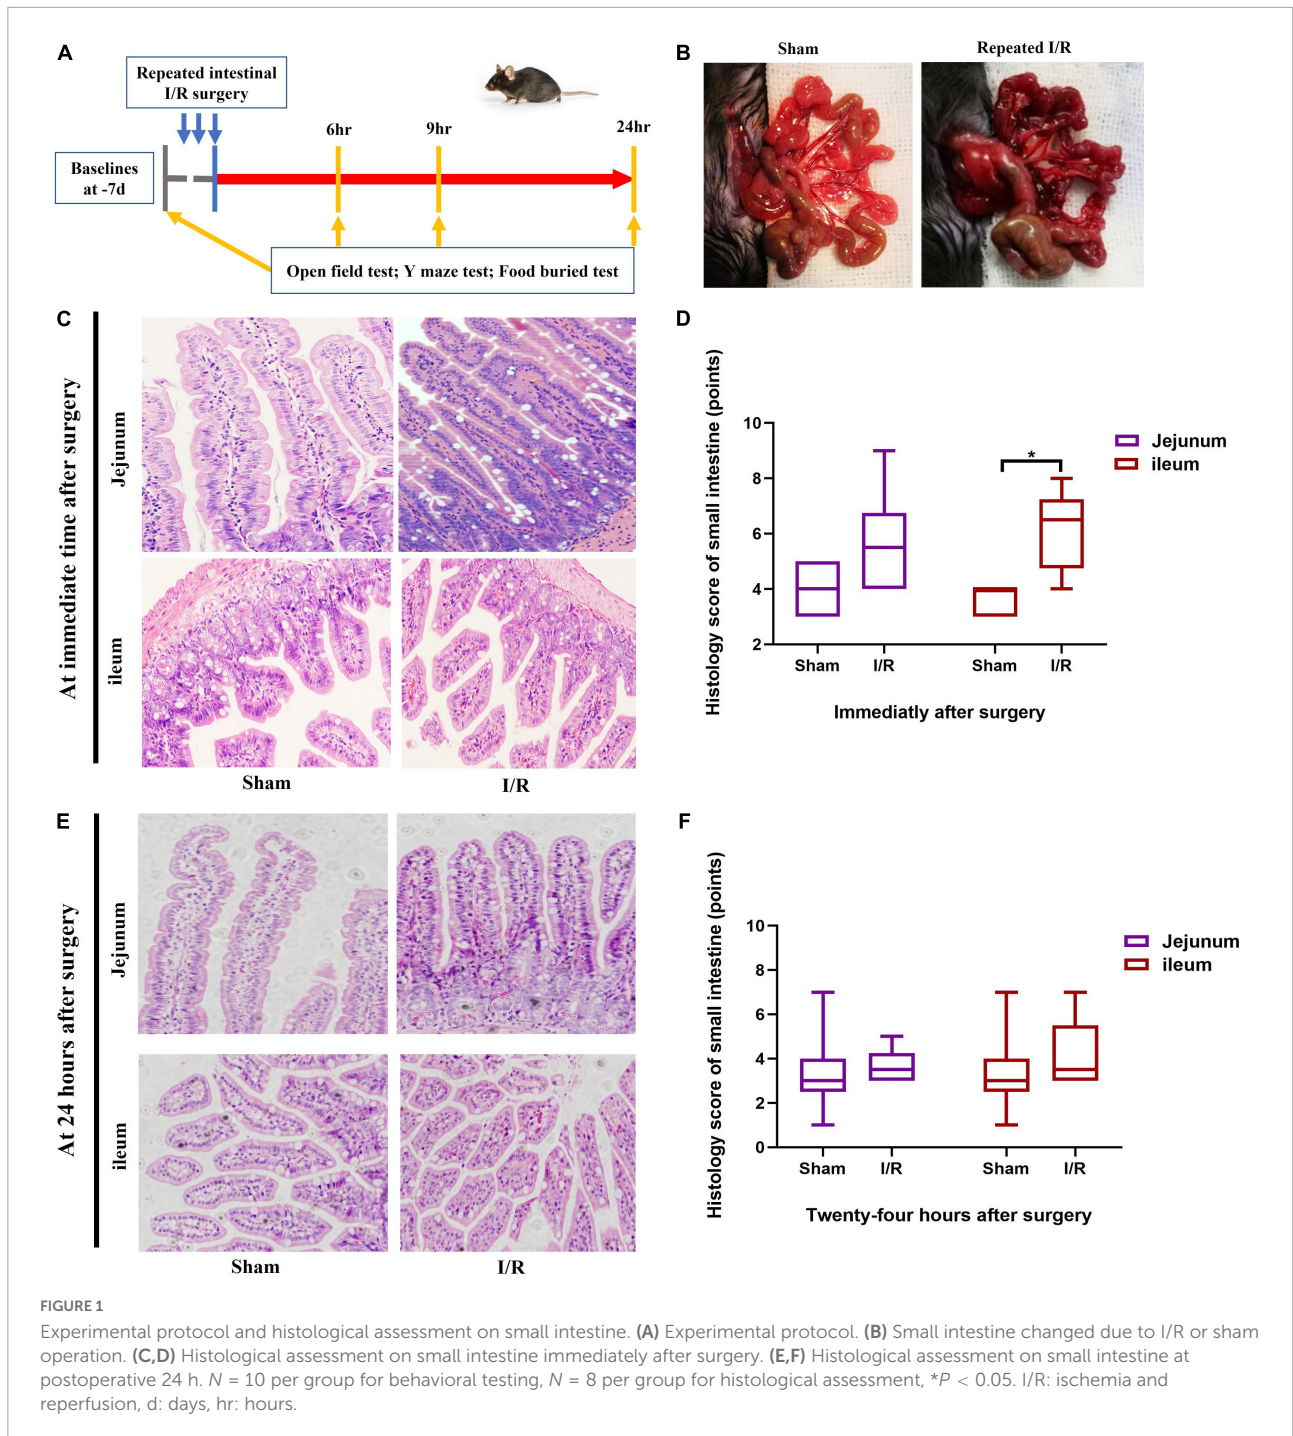 A
Repeated intestinal
I/R surgery
6hr
9hr
24hr
Baselines
at -7d
Open field test; Y maze test; Food buried test
B
Sham
Repeated I/R
C
At immediate time after surgery
Jejunum
ileum
Sham
I/R
D
Histology score of small intestine (points)
10
8
6
4
2
*
Jejunum
ileum
Sham
I/R
Sham
I/R
Immediatly after surgery
E
At 24 hours after surgery
Jejunum
ileum
Sham
I/R
F
Histology score of small intestine (points)
10
8
6
4
2
0
Jejunum
ileum
Sham
I/R
Sham
I/R
Twenty-four hours after surgery
FIGURE 1
Experimental protocol and histological assessment on small intestine. (A) Experimental protocol. (B) Small intestine changed due to I/R or sham
operation. (C,D) Histological assessment on small intestine immediately after surgery. (E,F) Histological assessment on small intestine at
postoperative 24 h. N = 10 per group for behavioral testing, N = 8 per group for histological assessment, *P < 0.05. I/R: ischemia and
reperfusion, d: days, hr: hours.